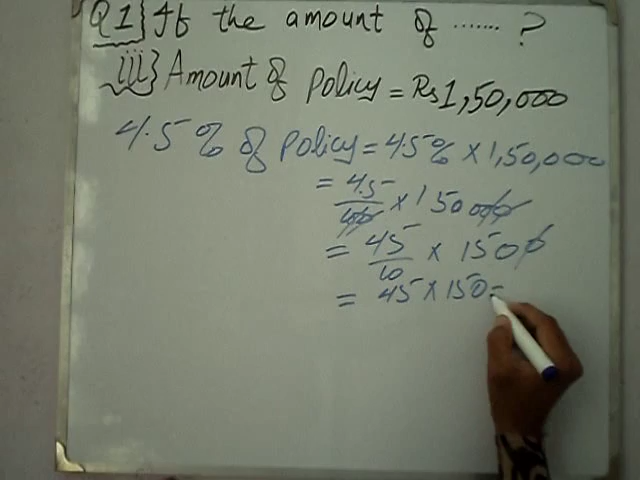 Q1} If the amount of ....... ?
iii} Amount of policy = Rs 1,50,000
4.5% of policy = 4.5% × 1,50,000
= 4.5/100 × 150000
= 45/10 × 1500
= 45 × 150 =